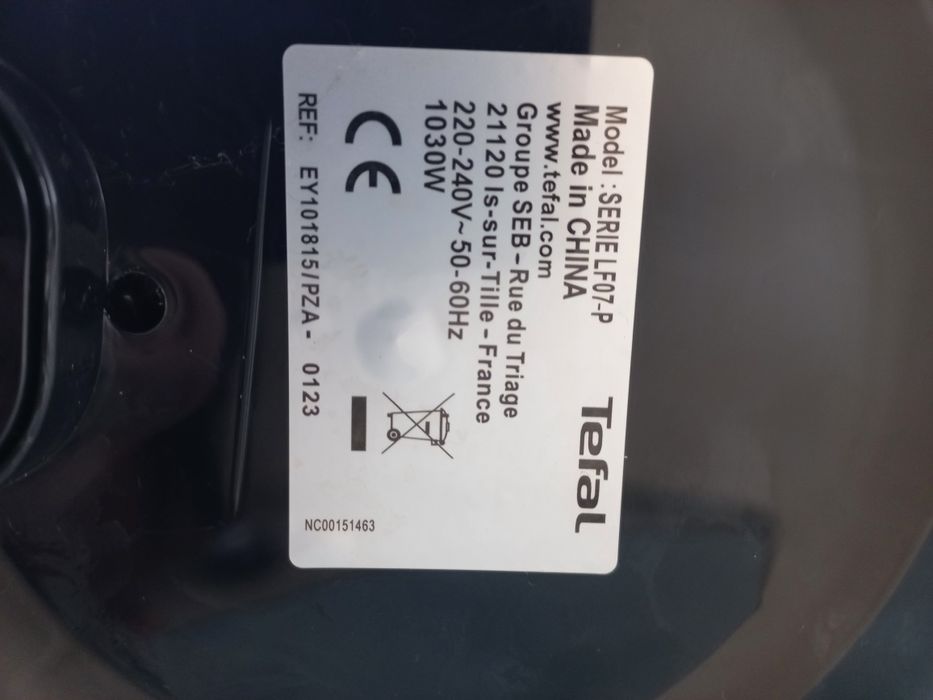 Model : SERIE LF07-P
Made in CHINA
www.tefal.com
Groupe SEB – Rue du Triage
21120 Is-sur-Tille – France
220-240V~50-60Hz
1030W
Tefal
CE
REF: EY101815/PZA - 0123
NC00151463